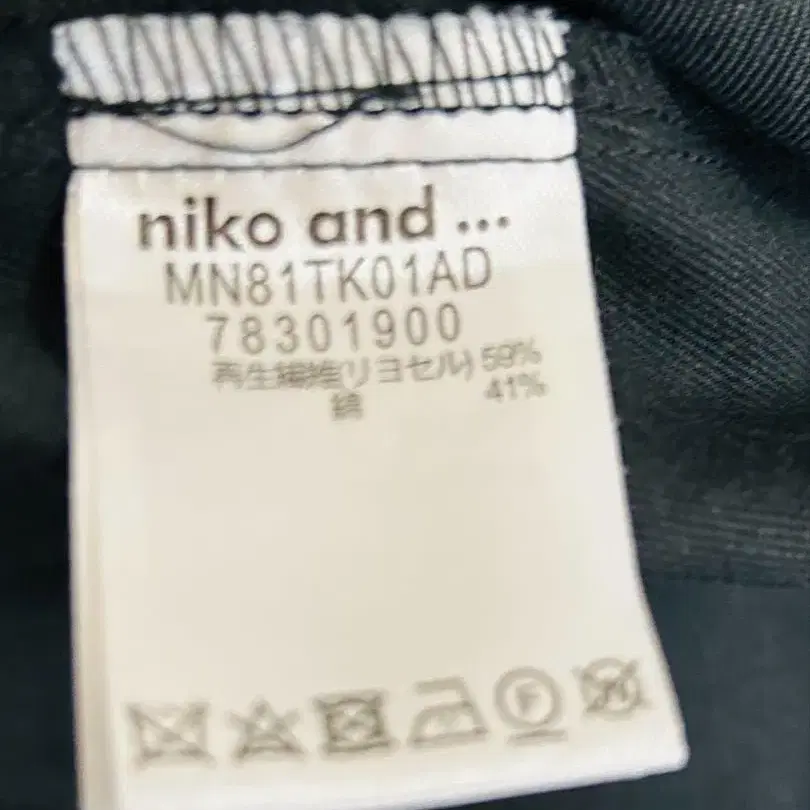 niko and ...
MN81TK01AD
78301900
再生繊維(リヨセル) 59%
綿 41%
F
W